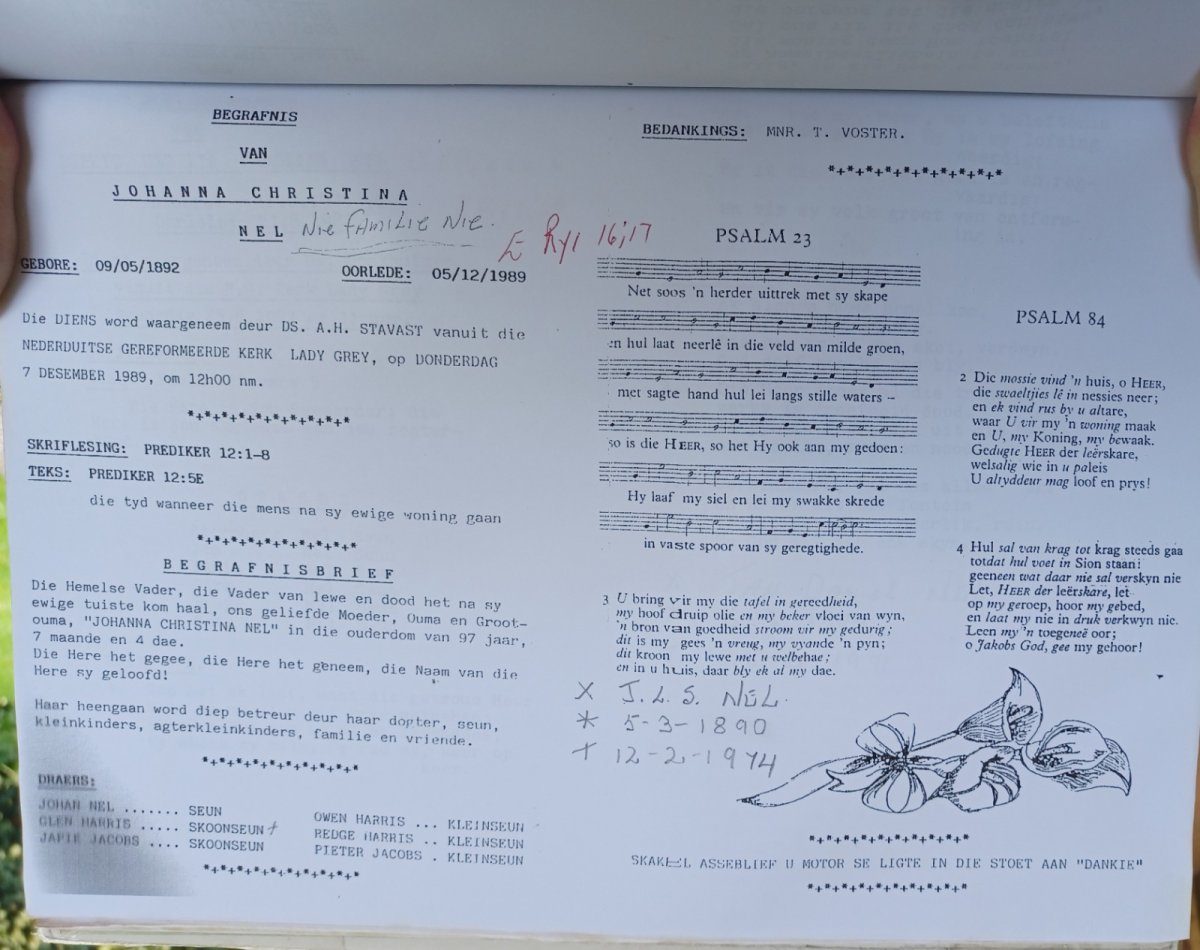 BEGRAFNIS
VAN
JOHANNA CHRISTINA
NEL Nie familie Nie.
GEBORE: 09/05/1892 OORLEDE: 05/12/1989
Die DIENS word waargeneem deur DS. A.H. STAVAST vanuit die
NEDERDUITSE GEREFORMEERDE KERK LADY GREY, op DONDERDAG
7 DESEMBER 1989, om 12h00 nm.
*+*+*+*+*+*+*+*+*+*
SKRIFLESING: PREDIKER 12:1-8
TEKS: PREDIKER 12:5E
die tyd wanneer die mens na sy ewige woning gaan
*+*+*+*+*+*+*+*+*+*
BEGRAFNISBRIEF
Die Hemelse Vader, die Vader van lewe en dood het na sy
ewige tuiste kom haal, ons geliefde Moeder, Ouma en Groot-
ouma, "JOHANNA CHRISTINA NEL" in die ouderdom van 97 jaar,
7 maande en 4 dae.
Die Here het gegee, die Here het geneem, die Naam van die
Here sy geloofd!
Haar heengaan word diep betreur deur haar dogter, seun,
kleinkinders, agterkleinkinders, familie en vriende.
*+*+*+*+*+*+*+*+*+*
DRAERS:
JOHAN NEL ....... SEUN
GLEN HARRIS ..... SKOONSEUN +
JAPIE JACOBS .... SKOONSEUN
OWEN HARRIS ... KLEINSEUN
REDGE HARRIS .. KLEINSEUN
PIETER JACOBS . KLEINSEUN
*+*+*+*+*+*+*+*+*+*
BEDANKINGS: MNR. T. VOSTER.
*+*+*+*+*+*+*+*+*+*+*
E Ry1 16;17
PSALM 23
Net soos 'n herder uittrek met sy skape
en hul laat neerlê in die veld van milde groen,
met sagte hand hul lei langs stille waters –
so is die HEER, so het Hy ook aan my gedoen:
Hy laaf my siel en lei my swakke skrede
in vaste spoor van sy geregtighede.
3 U bring vir my die tafel in gereedheid,
my hoof druip olie en my beker vloei van wyn,
'n bron van goedheid stroom vir my gedurig;
dit is my gees 'n vreng, my vyande 'n pyn;
dit kroon my lewe met u welbehae;
en in u huis, daar bly ek al my dae.
X J.L.S. NEL.
* 5-3-1890
+ 12-2-1974
PSALM 84
2 Die mossie vind 'n huis, o HEER,
die swaeltjies lê in nessies neer;
en ek vind rus by u altare,
waar U vir my 'n woning maak
en U, my Koning, my bewaak.
Gedugte HEER der leërskare,
welsalig wie in u paleis
U altyddeur mag loof en prys!
4 Hul sal van krag tot krag steeds gaa
totdat hul voet in Sion staan:
geeneen wat daar nie sal verskyn nie
Let, HEER der leërskare, let
op my geroep, hoor my gebed,
en laat my nie in druk verkwyn nie.
Leen my 'n toegeneë oor;
o Jakobs God, gee my gehoor!
*+*+*+*+*+*+*+*+*+*
SKAKEL ASSEBLIEF U MOTOR SE LIGTE IN DIE STOET AAN "DANKIE"
*+*+*+*+*+*+*+*+*+*